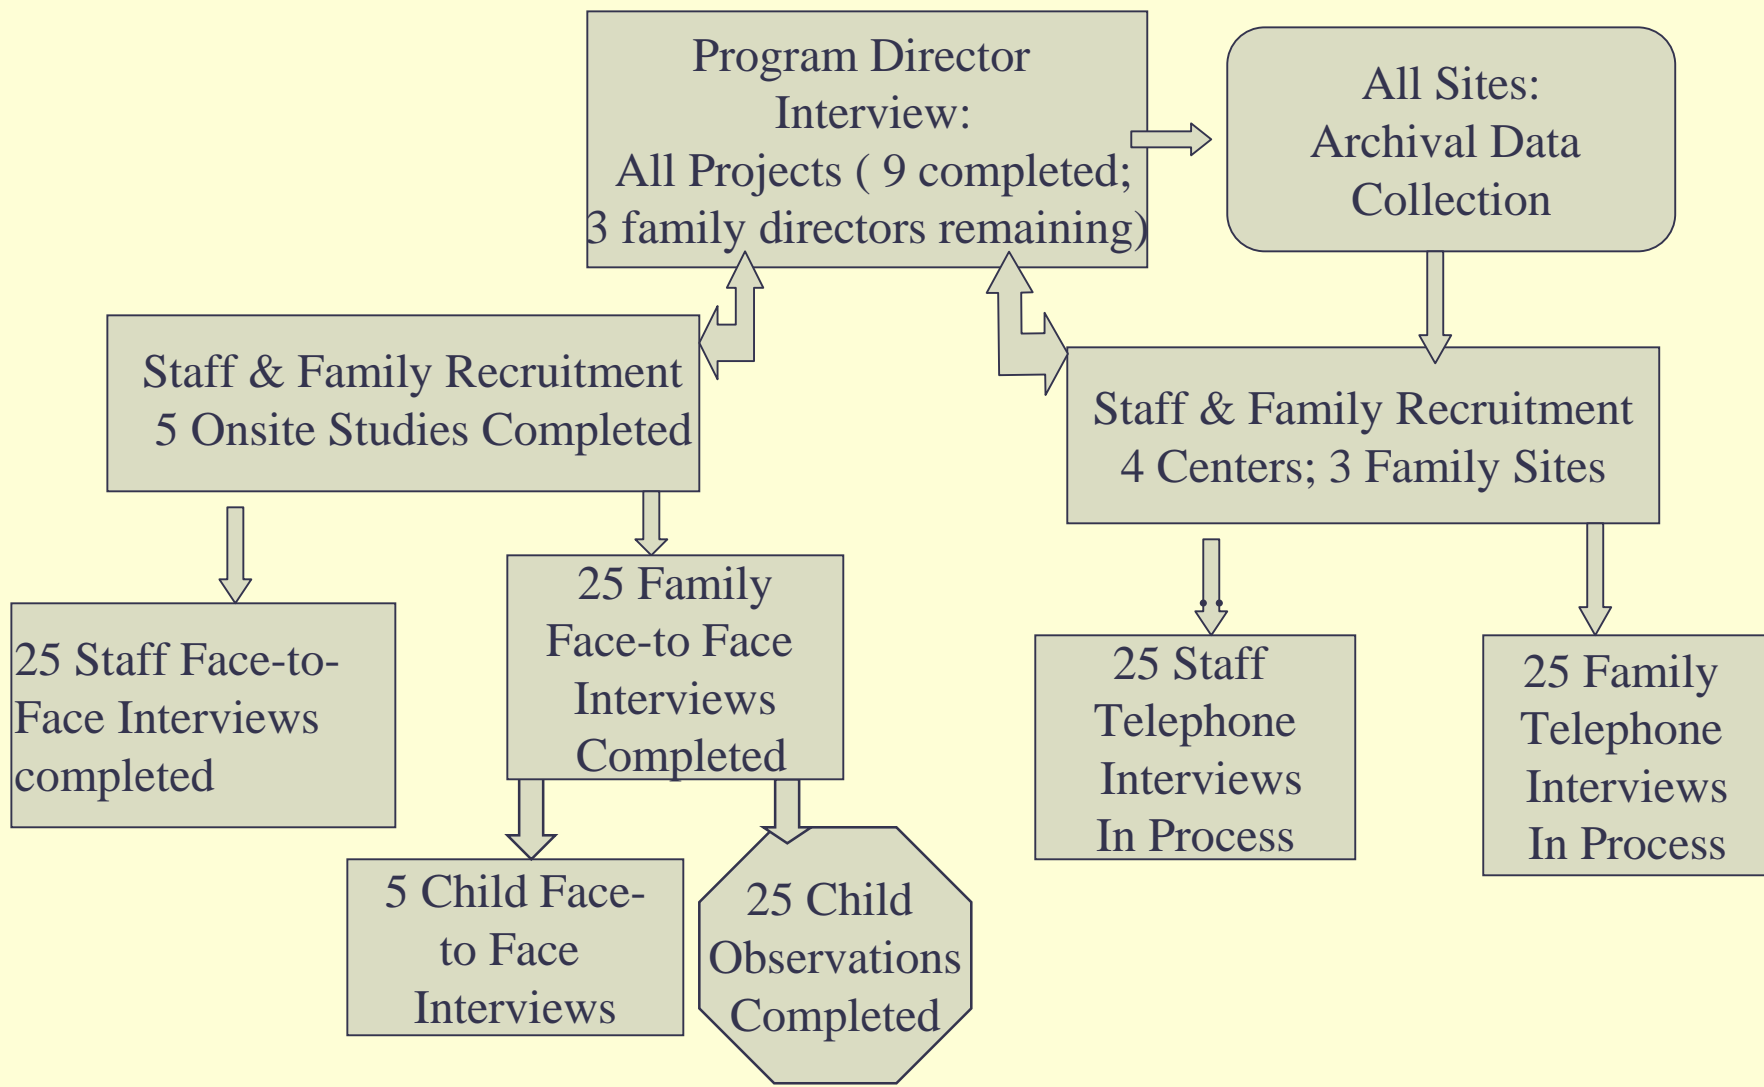 Program Director
Interview:
All Projects ( 9 completed;
3 family directors remaining)
All Sites:
Archival Data
Collection
Staff & Family Recruitment
5 Onsite Studies Completed
Staff & Family Recruitment
4 Centers; 3 Family Sites
25 Staff Face-to-
Face Interviews
completed
25 Family
Face-to Face
Interviews
Completed
25 Staff
Telephone
Interviews
In Process
25 Family
Telephone
Interviews
In Process
5 Child Face-
to Face
Interviews
25 Child
Observations
Completed